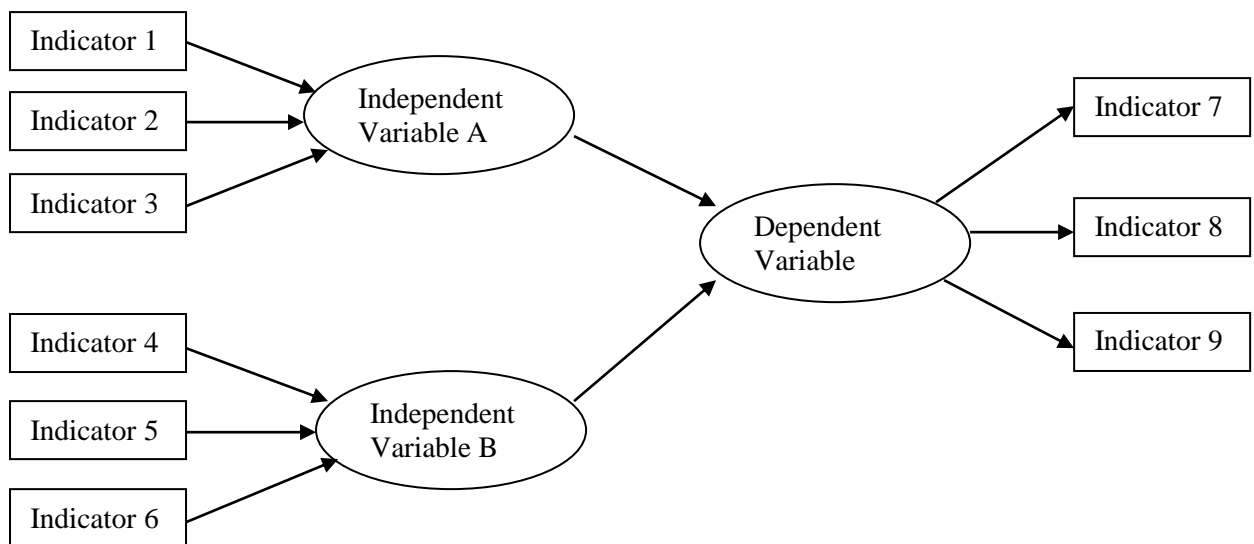 Indicator 1
Indicator 2
Indicator 3
Independent
Variable A
Indicator 4
Indicator 5
Indicator 6
Independent
Variable B
Dependent
Variable
Indicator 7
Indicator 8
Indicator 9